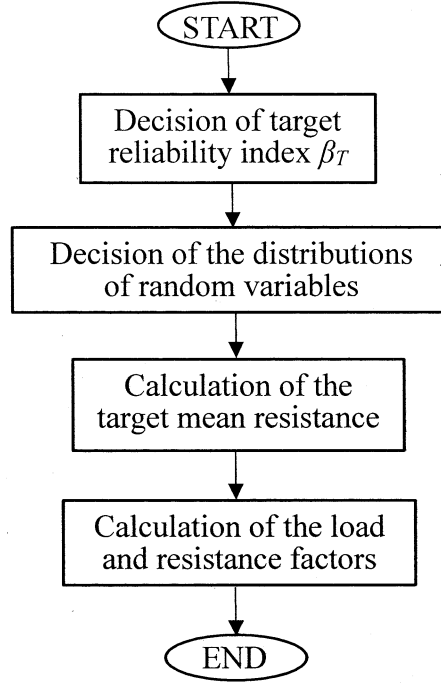 START
Decision of target
reliability index βT
Decision of the distributions
of random variables
Calculation of the
target mean resistance
Calculation of the load
and resistance factors
END